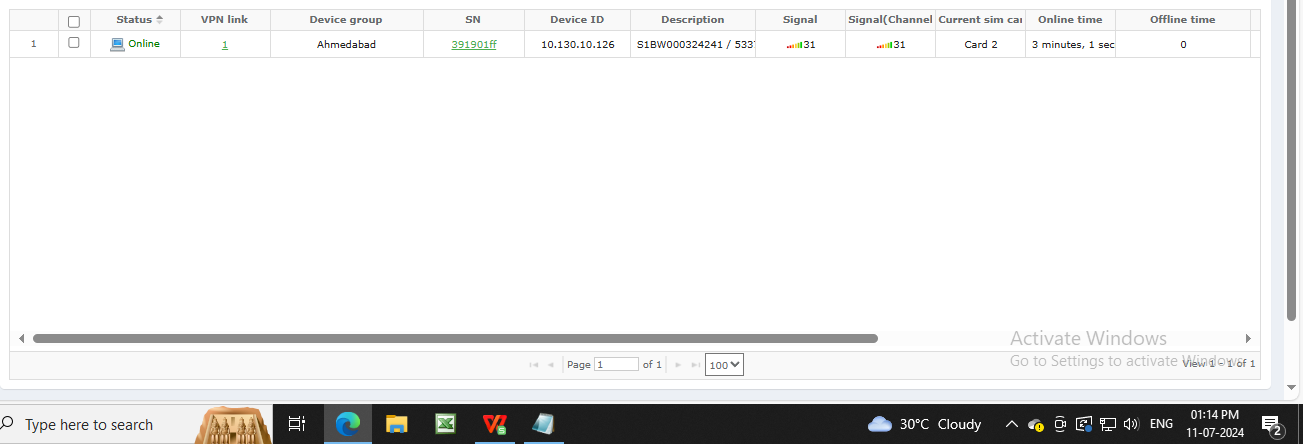 Status VPN link Device group SN Device ID Description Signal Signal(Channel Current sim car Online time Offline time
1 Online 1 Ahmedabad 391901ff 10.130.10.126 S1BW000324241 / 533 31 31 Card 2 3 minutes, 1 sec 0
Activate Windows
Go to Settings to activate Windows.
Page 1 of 1 100 View 1 - 1 of 1
Type here to search 30°C Cloudy ENG 01:14 PM
11-07-2024 2